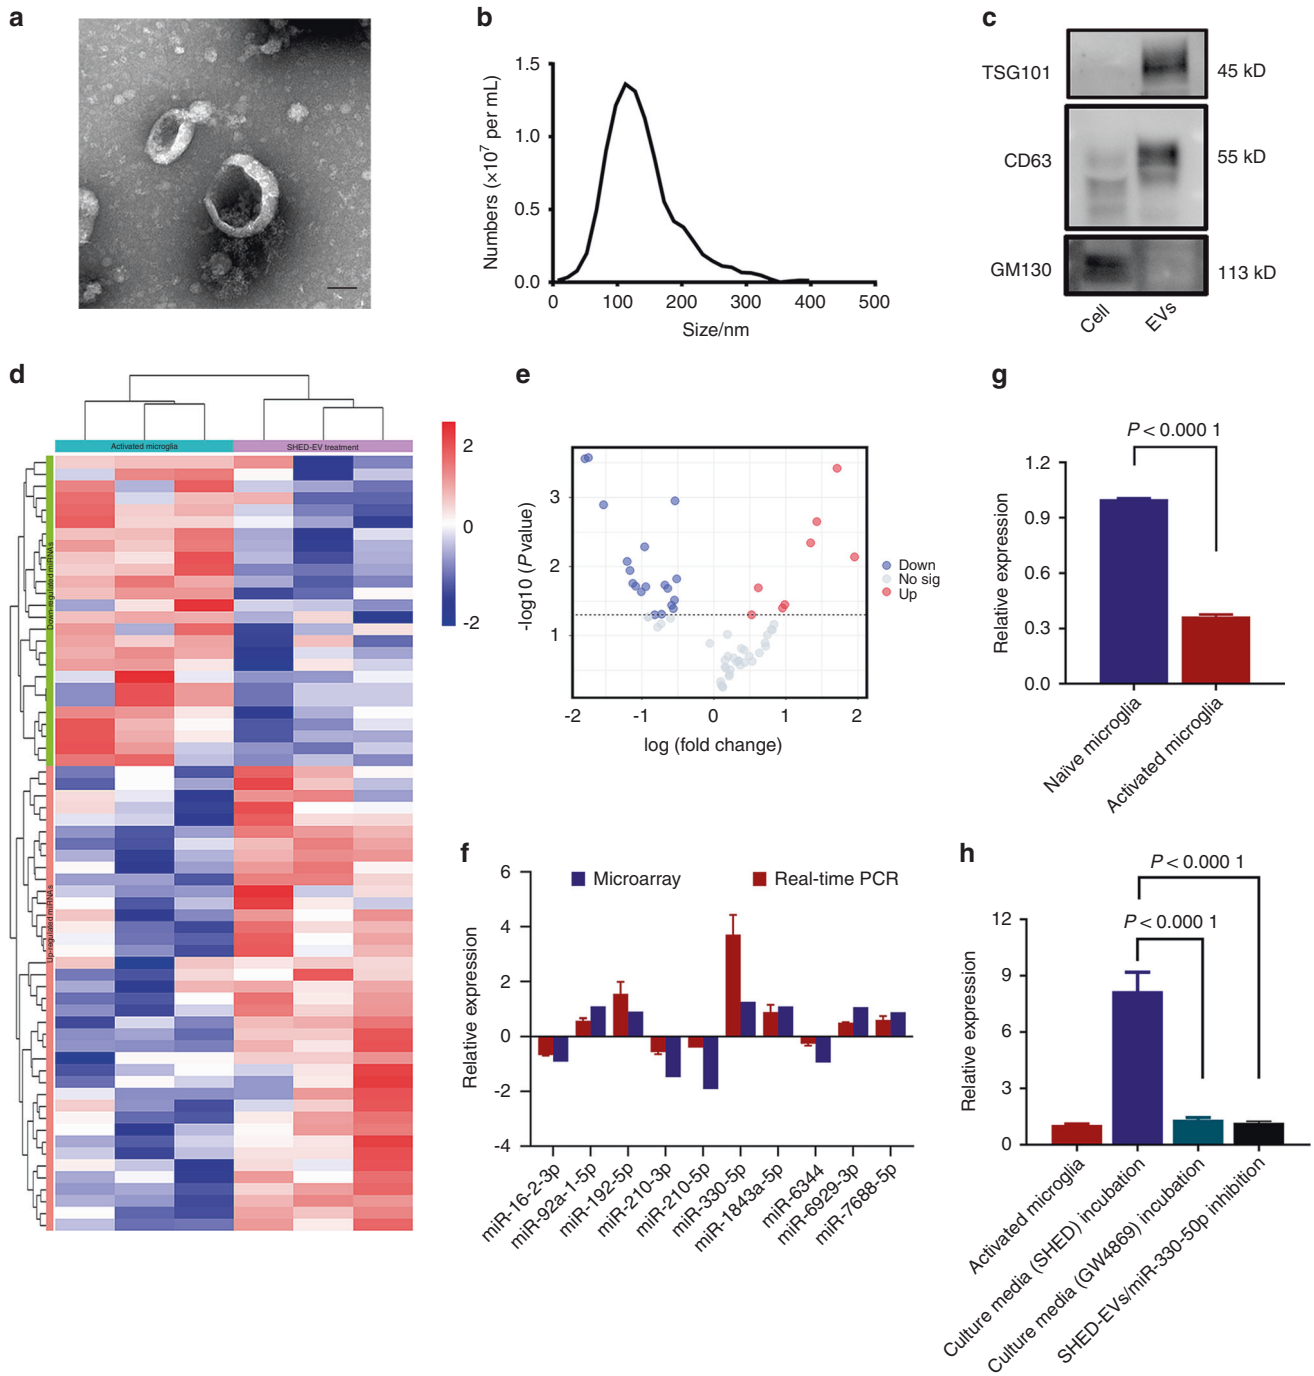 a
b
Numbers (×10⁷ per mL)
1.5
1.0
0.5
0.0
0
100
200
300
400
500
Size/nm
c
TSG101
45 kD
CD63
55 kD
GM130
113 kD
Cell
EVs
d
Activated microglia
SHED-EV treatment
Down-regulated miRNAs
Up-regulated miRNAs
2
0
-2
e
-log10 (P value)
3
2
1
-2
-1
0
1
2
log (fold change)
Down
No sig
Up
g
P < 0.000 1
Relative expression
1.2
0.9
0.6
0.3
0.0
Naïve microglia
Activated microglia
f
Microarray
Real-time PCR
Relative expression
6
4
2
0
-2
-4
miR-16-2-3p
miR-92a-1-5p
miR-192-5p
miR-210-3p
miR-210-5p
miR-330-5p
miR-1843a-5p
miR-6344
miR-6929-3p
miR-7688-5p
h
P < 0.000 1
P < 0.000 1
Relative expression
12
9
6
3
0
Activated microglia
Culture media (SHED) incubation
Culture media (GW4869) incubation
SHED-EVs/miR-330-50p inhibition